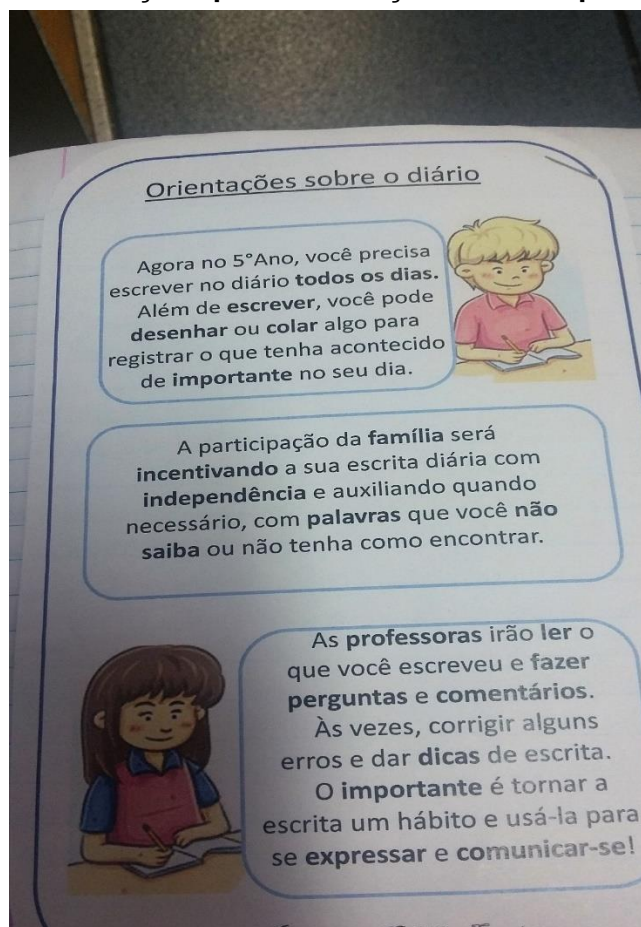 Orientações sobre o diário
Agora no 5°Ano, você precisa
escrever no diário todos os dias.
Além de escrever, você pode
desenhar ou colar algo para
registrar o que tenha acontecido
de importante no seu dia.
A participação da família será
incentivando a sua escrita diária com
independência e auxiliando quando
necessário, com palavras que você não
saiba ou não tenha como encontrar.
As professoras irão ler o
que você escreveu e fazer
perguntas e comentários.
Às vezes, corrigir alguns
erros e dar dicas de escrita.
O importante é tornar a
escrita um hábito e usá-la para
se expressar e comunicar-se!